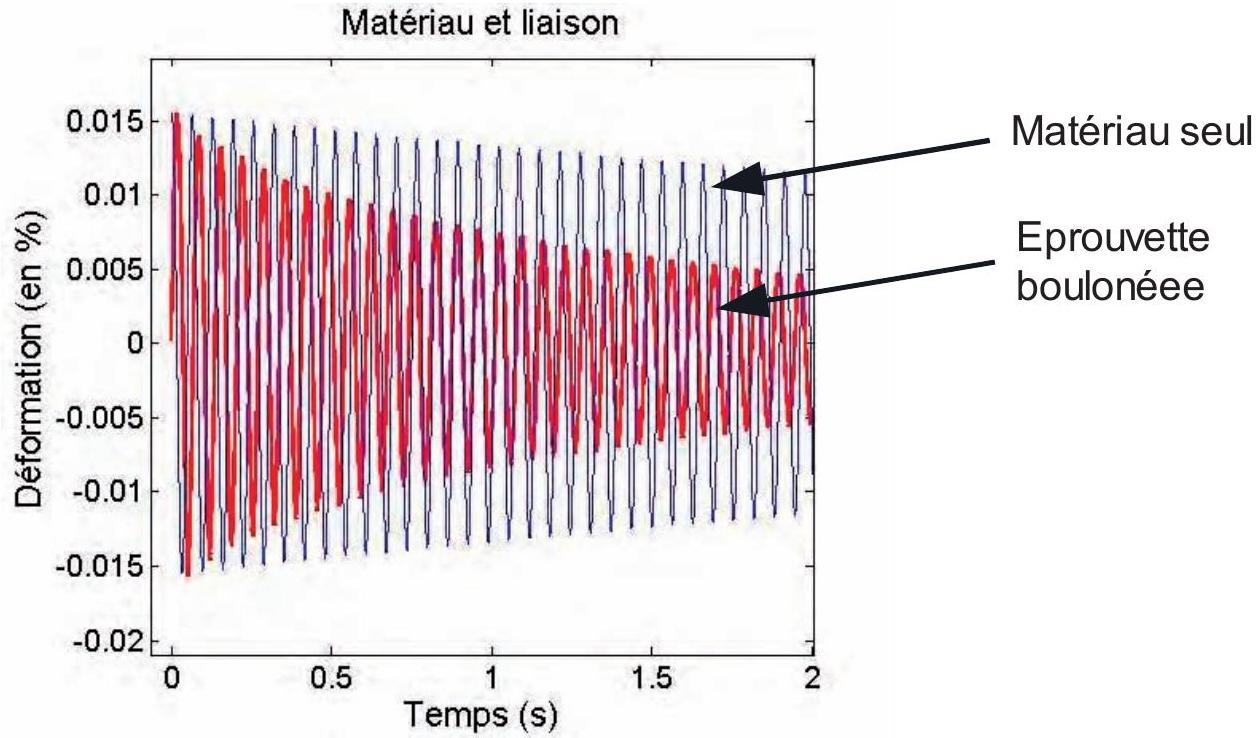 Matériau et liaison
0.015
0.01
0.005
0
-0.005
-0.01
-0.015
-0.02
Déformation (en %)
0
0.5
1
1.5
2
Temps (s)
Matèriau seul
Eprouvette
boulonéee